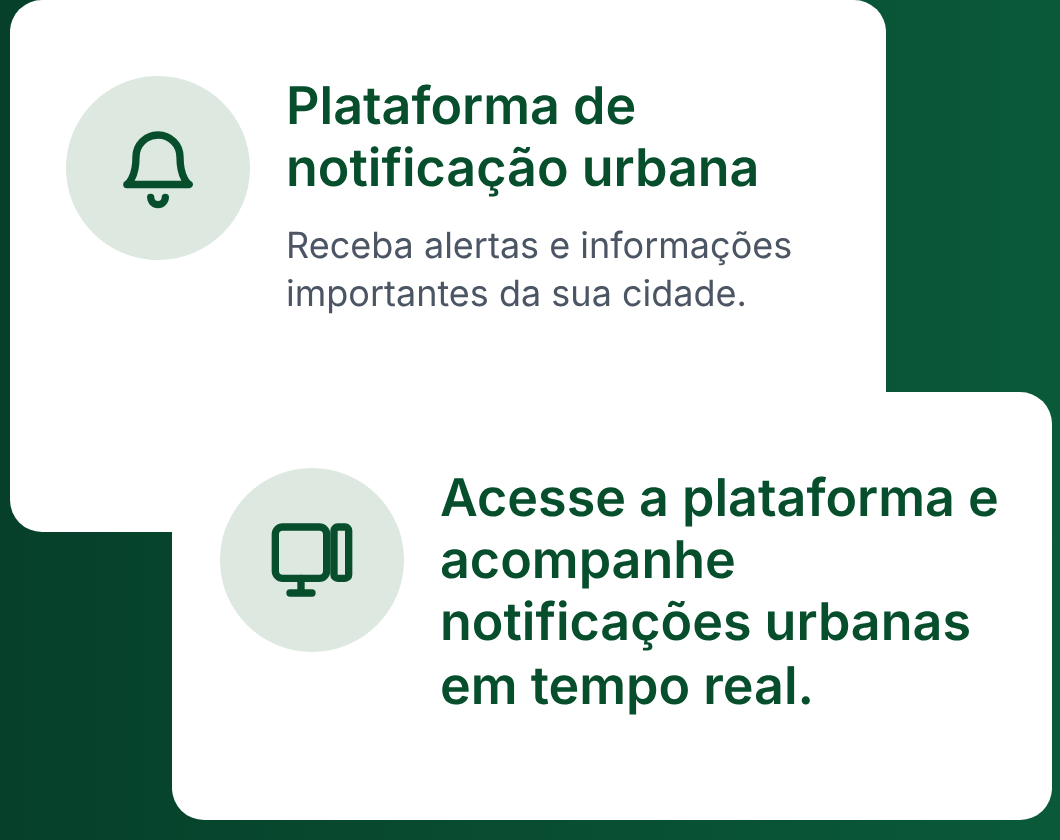 Plataforma de
notificação urbana
Receba alertas e informações
importantes da sua cidade.
Acesse a plataforma e
acompanhe
notificações urbanas
em tempo real.